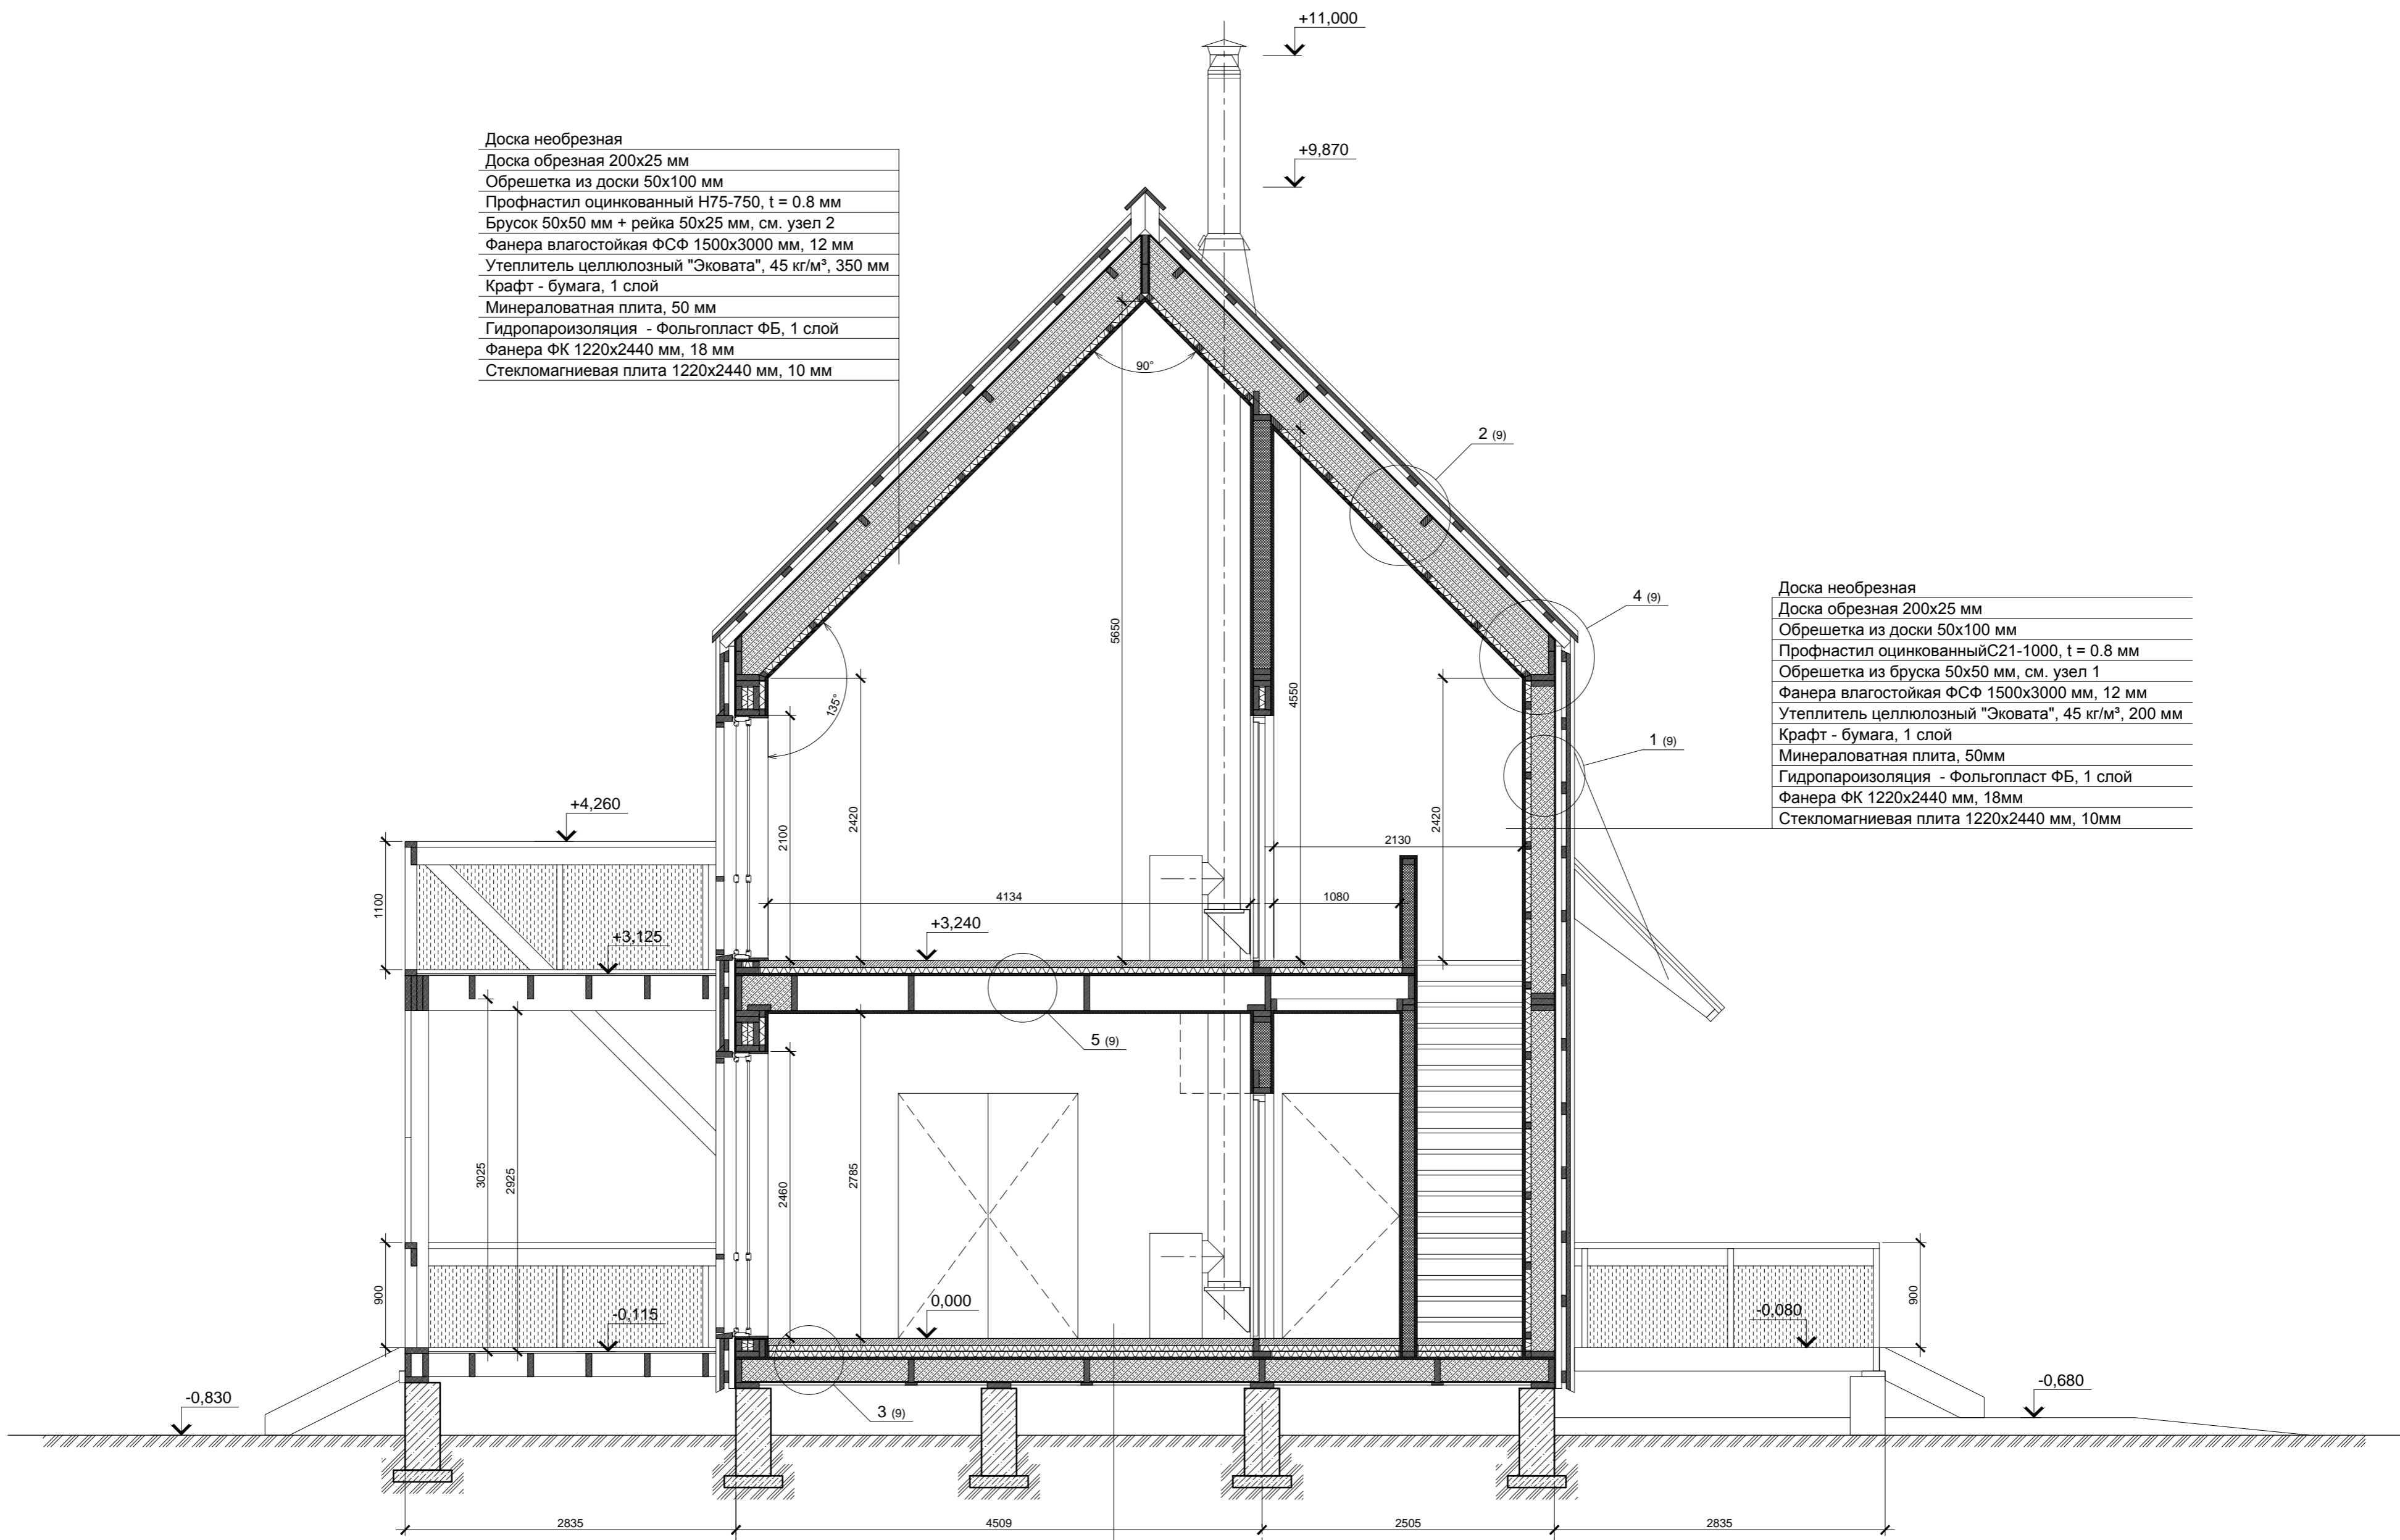 +11,000
+9,870
Доска необрезная
Доска обрезная 200х25 мм
Обрешетка из доски 50х100 мм
Профнастил оцинкованный Н75-750, t = 0.8 мм
Брусок 50х50 мм + рейка 50х25 мм, см. узел 2
Фанера влагостойкая ФСФ 1500х3000 мм, 12 мм
Утеплитель целлюлозный "Эковата", 45 кг/м³, 350 мм
Крафт - бумага, 1 слой
Минераловатная плита, 50 мм
Гидропароизоляция - Фольгопласт ФБ, 1 слой
Фанера ФК 1220х2440 мм, 18 мм
Стекломагниевая плита 1220х2440 мм, 10 мм
90°
2 (9)
4 (9)
1 (9)
Доска необрезная
Доска обрезная 200х25 мм
Обрешетка из доски 50х100 мм
Профнастил оцинкованныйС21-1000, t = 0.8 мм
Обрешетка из бруска 50х50 мм, см. узел 1
Фанера влагостойкая ФСФ 1500х3000 мм, 12 мм
Утеплитель целлюлозный "Эковата", 45 кг/м³, 200 мм
Крафт - бумага, 1 слой
Минераловатная плита, 50мм
Гидропароизоляция - Фольгопласт ФБ, 1 слой
Фанера ФК 1220х2440 мм, 18мм
Стекломагниевая плита 1220х2440 мм, 10мм
5650
4550
135°
2100
2420
2420
2130
+4,260
1100
4134
1080
+3,125
+3,240
5 (9)
3025
2925
2460
2785
900
-0,115
0,000
-0,080
900
-0,830
3 (9)
-0,680
2835
4509
2505
2835